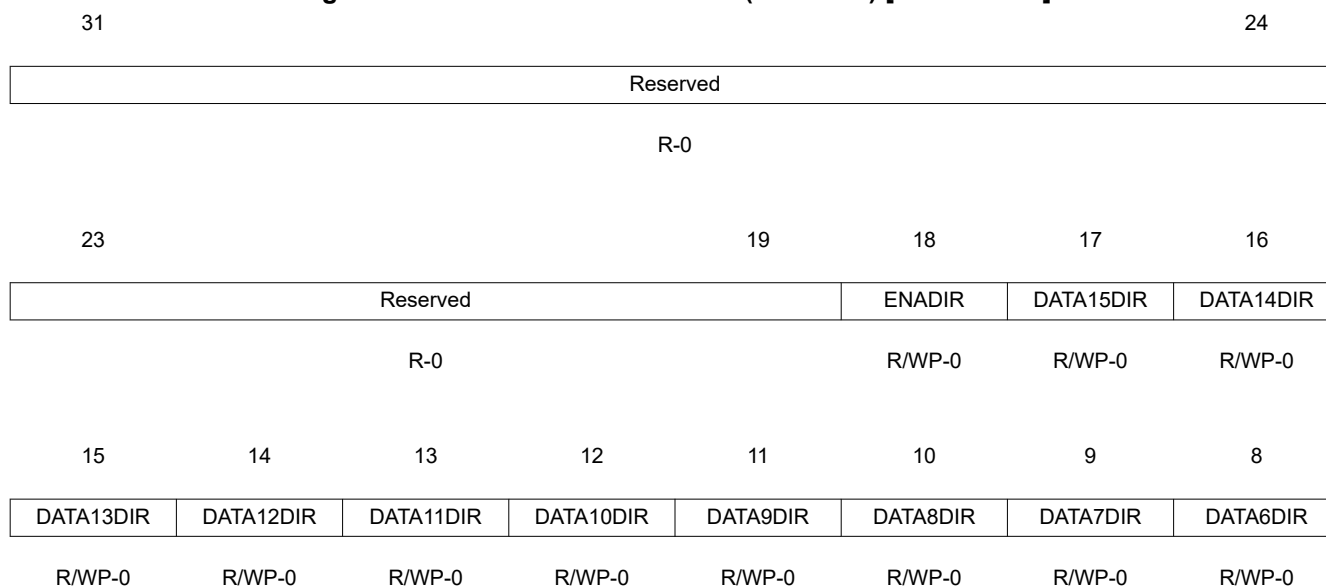 31 24
Reserved
R-0
23 19 18 17 16
Reserved ENADIR DATA15DIR DATA14DIR
R-0 R/WP-0 R/WP-0 R/WP-0
15 14 13 12 11 10 9 8
DATA13DIR DATA12DIR DATA11DIR DATA10DIR DATA9DIR DATA8DIR DATA7DIR DATA6DIR
R/WP-0 R/WP-0 R/WP-0 R/WP-0 R/WP-0 R/WP-0 R/WP-0 R/WP-0